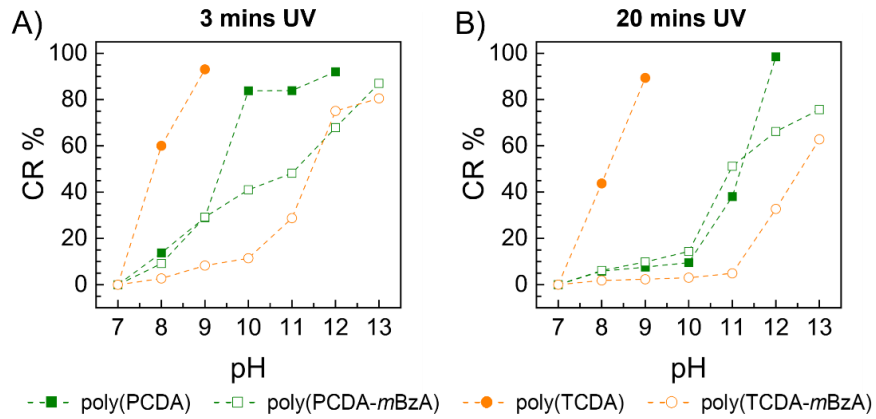 A) 3 mins UV
B) 20 mins UV
CR %
100
80
60
40
20
0
7 8 9 10 11 12 13
pH
CR %
100
80
60
40
20
0
7 8 9 10 11 12 13
pH
poly(PCDA) poly(PCDA-mBzA) poly(TCDA) poly(TCDA-mBzA)